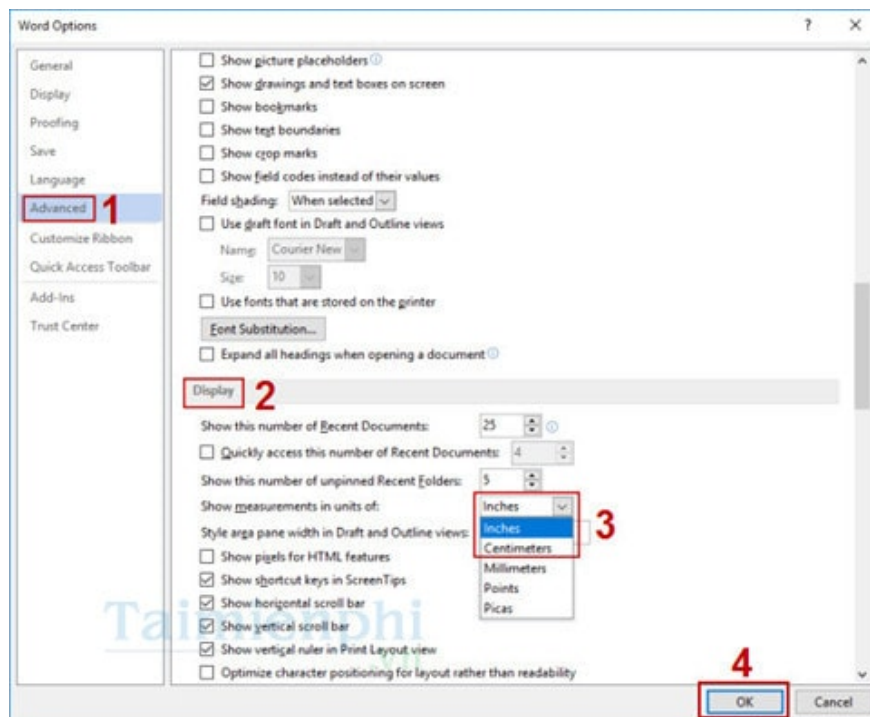 Word Options
General
Display
Proofing
Save
Language
Advanced 1
Customize Ribbon
Quick Access Toolbar
Add-Ins
Trust Center
Show picture placeholders
Show drawings and text boxes on screen
Show bookmarks
Show text boundaries
Show crop marks
Show field codes instead of their values
Field shading: When selected
Use draft font in Draft and Outline views
Name: Courier New
Size: 10
Use fonts that are stored on the printer
Font Substitution...
Expand all headings when opening a document
Display 2
Show this number of Recent Documents: 25
Quickly access this number of Recent Documents: 4
Show this number of unpinned Recent Folders: 5
Show measurements in units of: Inches
3
Inches
Style area pane width in Draft and Outline views:
Centimeters
Show pixels for HTML features
Millimeters
Show shortcut keys in ScreenTips
Points
Show horizontal scroll bar
Picas
Show vertical scroll bar
Taimienphi
.vn
Show vertical ruler in Print Layout view
Optimize character positioning for layout rather than readability
4
OK Cancel